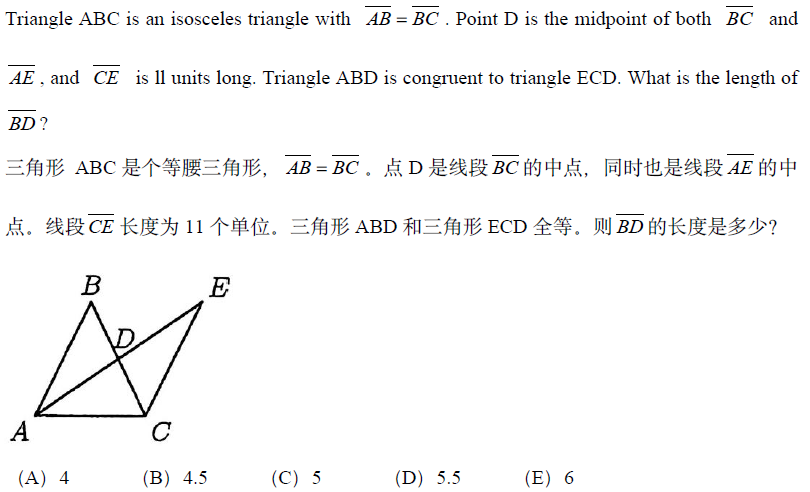 Triangle ABC is an isosceles triangle with AB = BC . Point D is the midpoint of both BC and
AE , and CE is ll units long. Triangle ABD is congruent to triangle ECD. What is the length of
BD ?
三角形 ABC 是个等腰三角形， AB = BC 。点 D 是线段 BC 的中点，同时也是线段 AE 的中
点。线段 CE 长度为 11 个单位。三角形 ABD 和三角形 ECD 全等。则 BD 的长度是多少?
B E
D
A C
(A) 4 (B) 4.5 (C) 5 (D) 5.5 (E) 6